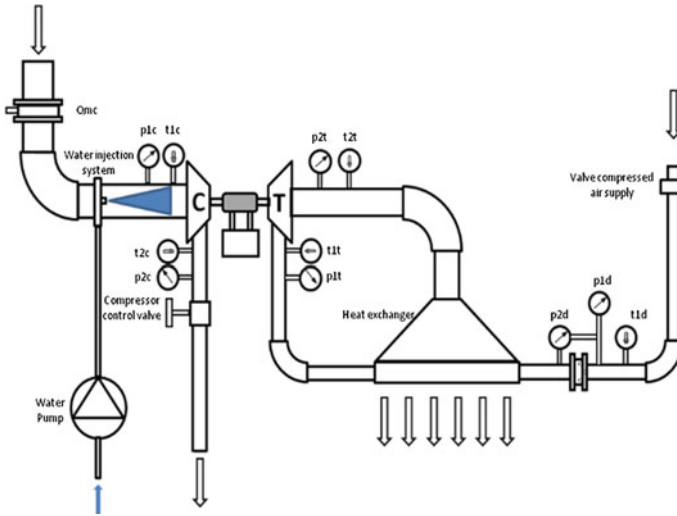 Qmc
p1c t1c
Water injection
system
p2t t2t
Valve compressed
air supply
C
T
t2c
p2c
t1t
p1t
Compressor
control valve
Heat exchanger
p1d
p2d
t1d
Water
Pump